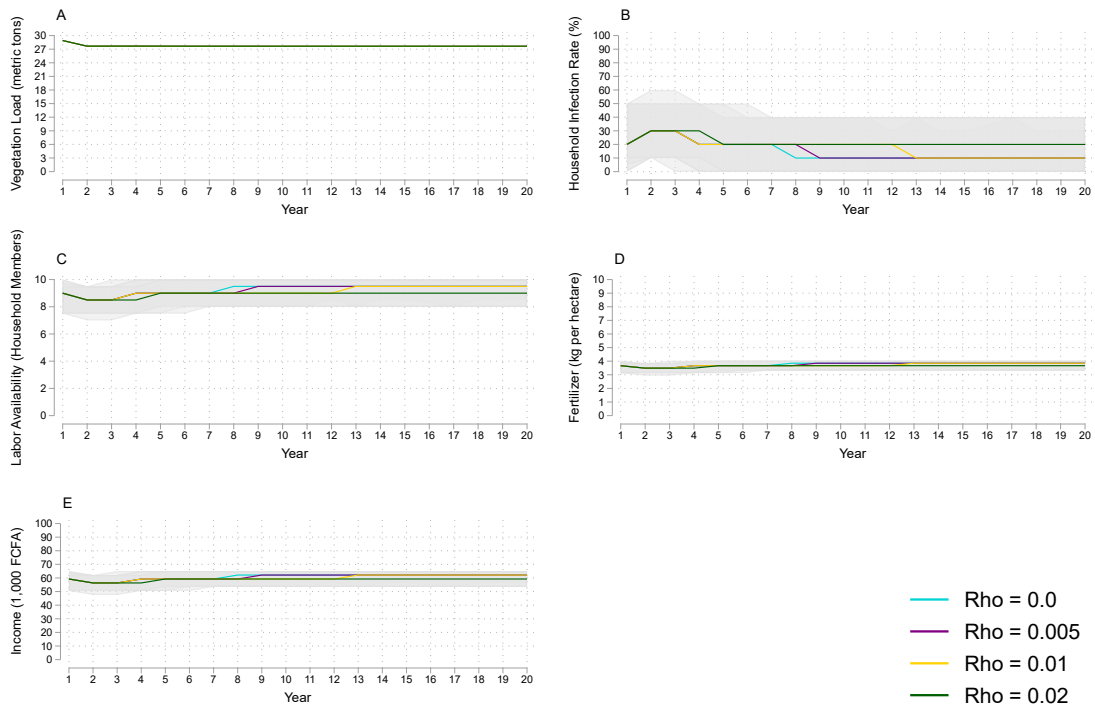 A
Vegetation Load (metric tons)
30
27
24
21
18
15
12
9
6
3
0
1 2 3 4 5 6 7 8 9 10 11 12 13 14 15 16 17 18 19 20
Year
B
Household Infection Rate (%)
100
90
80
70
60
50
40
30
20
10
0
1 2 3 4 5 6 7 8 9 10 11 12 13 14 15 16 17 18 19 20
Year
C
Labor Availability (Household Members)
10
8
6
4
2
0
1 2 3 4 5 6 7 8 9 10 11 12 13 14 15 16 17 18 19 20
Year
D
Fertilizer (kg per hectare)
10
9
8
7
6
5
4
3
2
1
0
1 2 3 4 5 6 7 8 9 10 11 12 13 14 15 16 17 18 19 20
Year
E
Income (1,000 FCFA)
100
90
80
70
60
50
40
30
20
10
0
1 2 3 4 5 6 7 8 9 10 11 12 13 14 15 16 17 18 19 20
Year
Rho = 0.0
Rho = 0.005
Rho = 0.01
Rho = 0.02